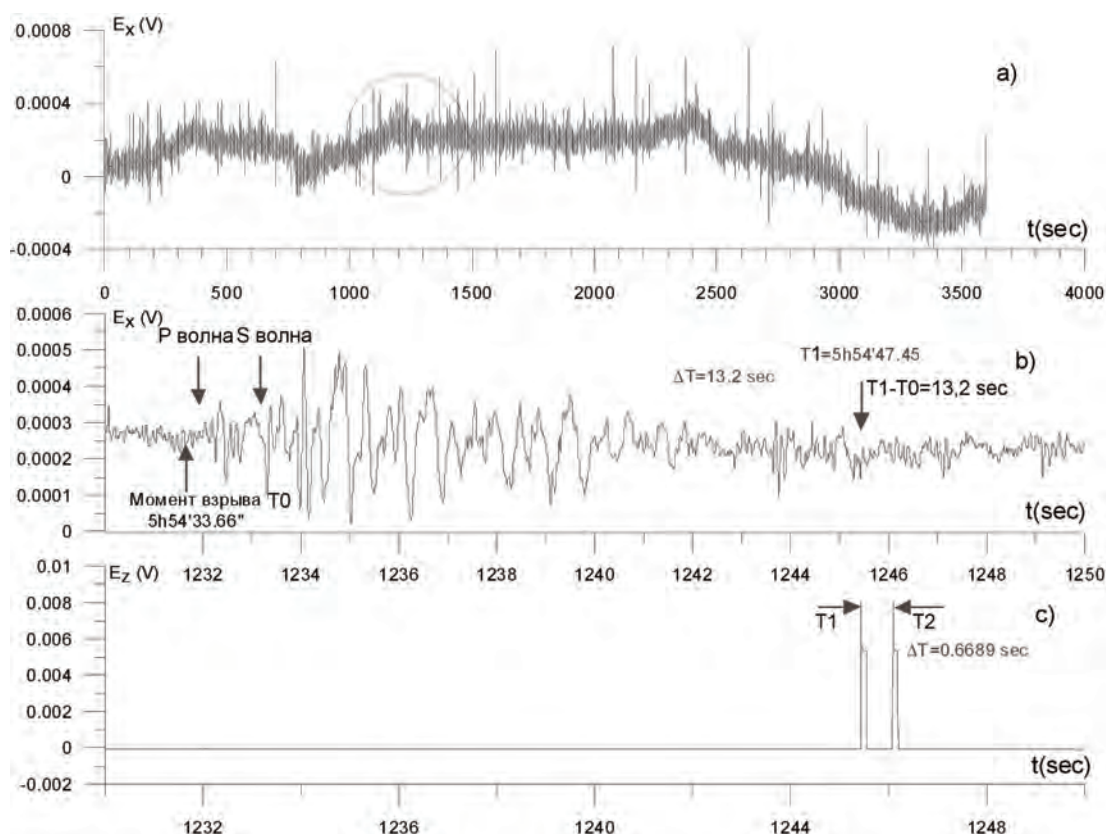 0.0008
E_X (V)
a)
0.0004
0
-0.0004
t(sec)
0 500 1000 1500 2000 2500 3000 3500 4000
0.0006
E_X (V)
P волна S волна
T1=5h54'47.45
b)
0.0005
ΔT=13.2 sec
T1-T0=13,2 sec
0.0004
0.0003
0.0002
0.0001
Момент взрыва T0
5h54'33.66"
t(sec)
0
1232 1234 1236 1238 1240 1242 1244 1246 1248 1250
0.01
E_Z (V)
0.008
T1
T2
c)
0.006
ΔT=0.6689 sec
0.004
0.002
0
t(sec)
-0.002
1232 1234 1236 1238 1240 1242 1244 1246 1248